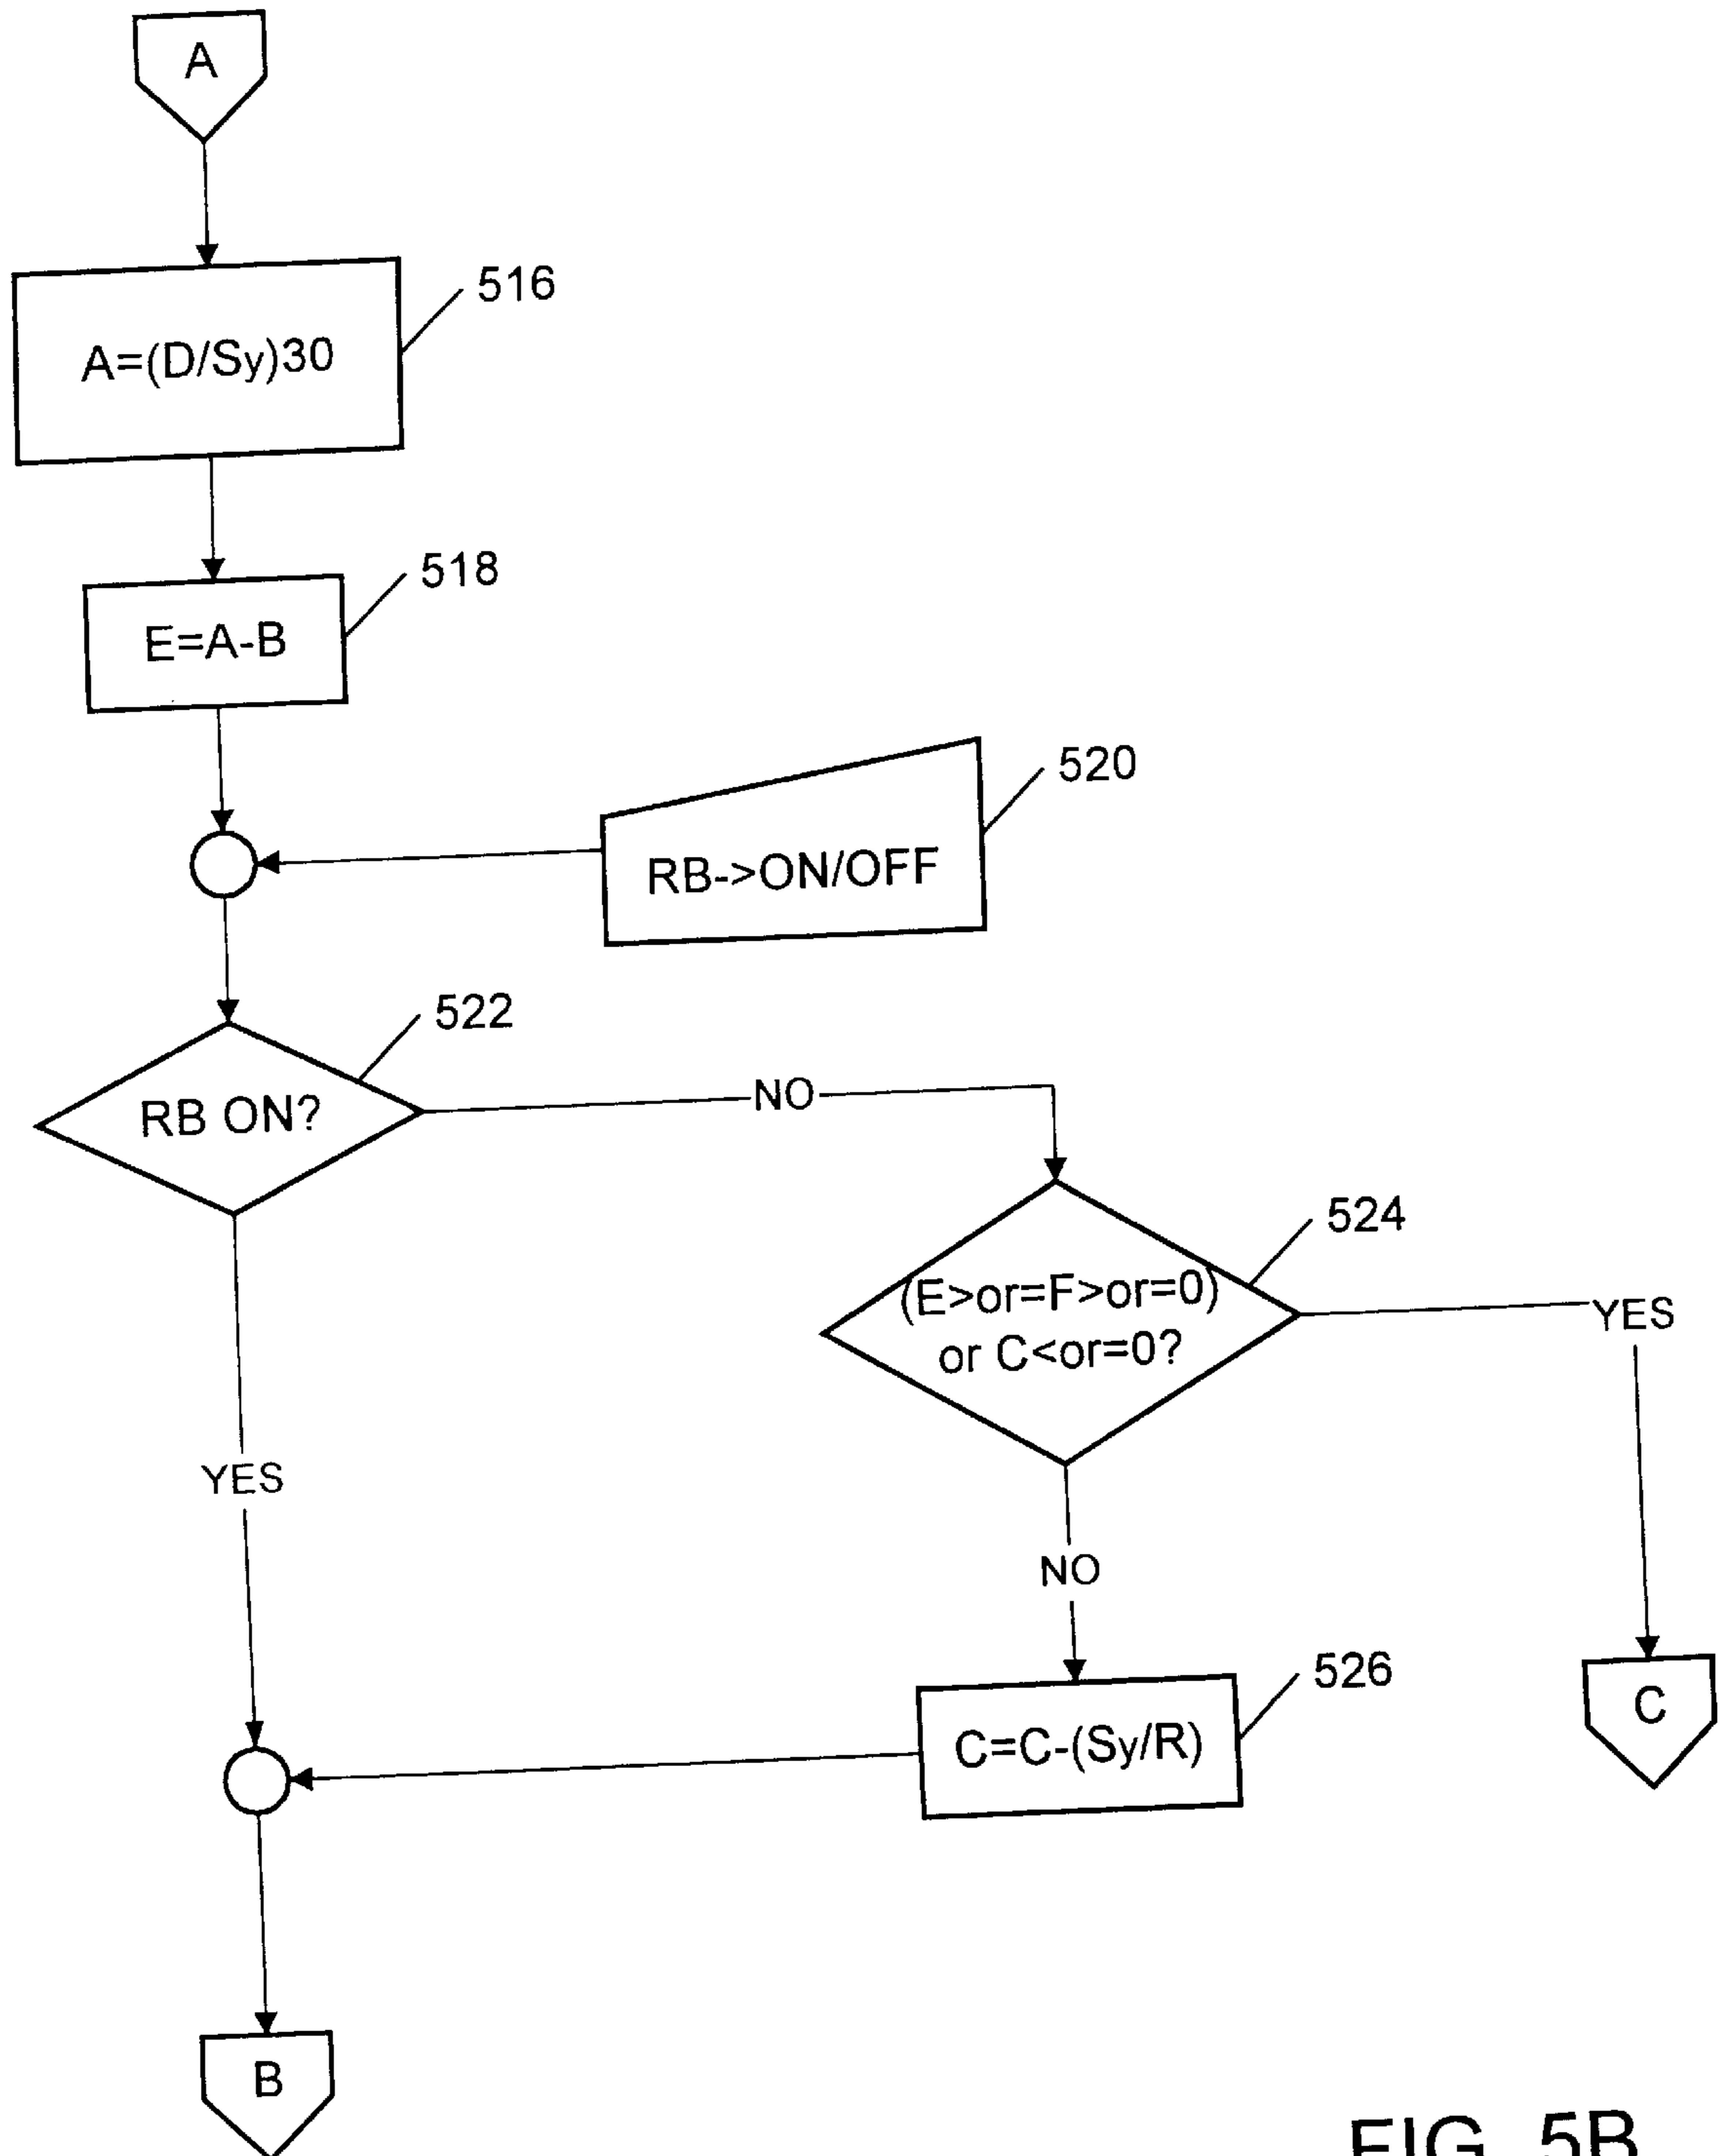 A
516
A=(D/Sy)30
518
E=A-B
520
RB->ON/OFF
522
RB ON?
NO
524
(E>or=F>or=0)
or C<or=0?
YES
YES
NO
526
C=C-(Sy/R)
C
B
FIG. 5B